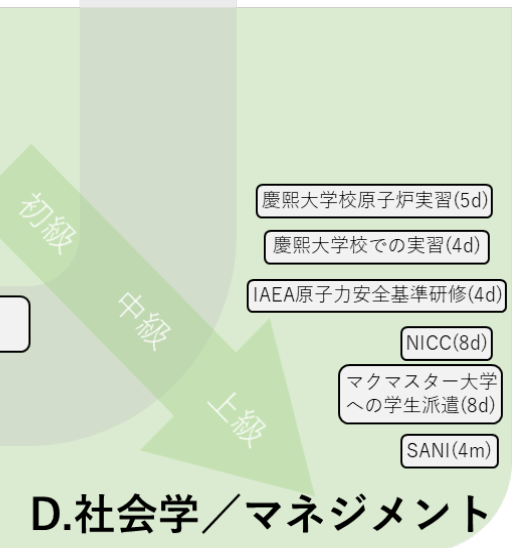 慶熙大学校原子炉実習(5d)
初級
慶熙大学校での実習(4d)
IAEA原子力安全基準研修(4d)
中級
NICC(8d)
マクマスター大学
への学生派遣(8d)
上級
SANI(4m)
D.社会学／マネジメント